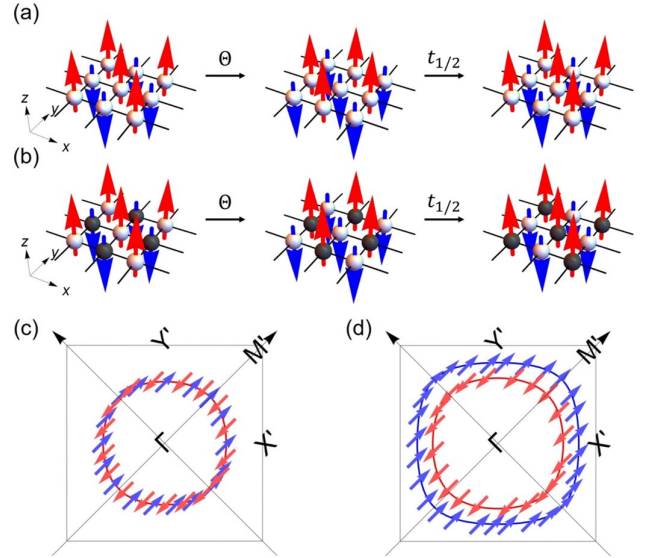 (a)
Θ
t1/2
z
y
x
(b)
Θ
t1/2
z
y
x
(c)
Y'
M'
Γ
X'
(d)
Y'
M'
Γ
X'